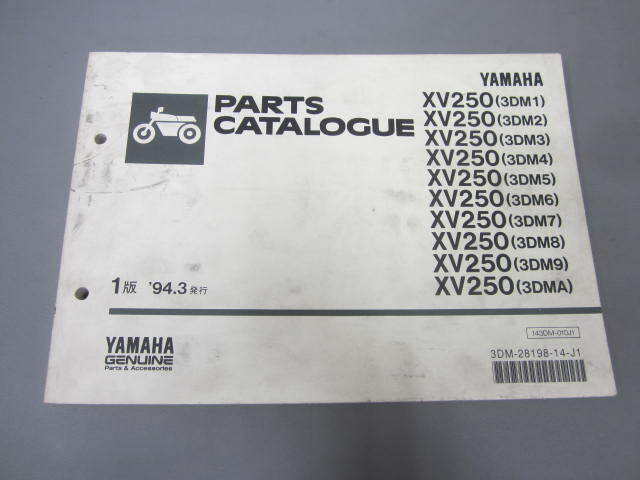 PARTS
CATALOGUE
YAMAHA
XV250(3DM1)
XV250(3DM2)
XV250(3DM3)
XV250(3DM4)
XV250(3DM5)
XV250(3DM6)
XV250(3DM7)
XV250(3DM8)
XV250(3DM9)
XV250(3DMA)
1版 '94.3発行
YAMAHA
GENUINE
Parts & Accessories
143DM-010J1
3DM-28198-14-J1